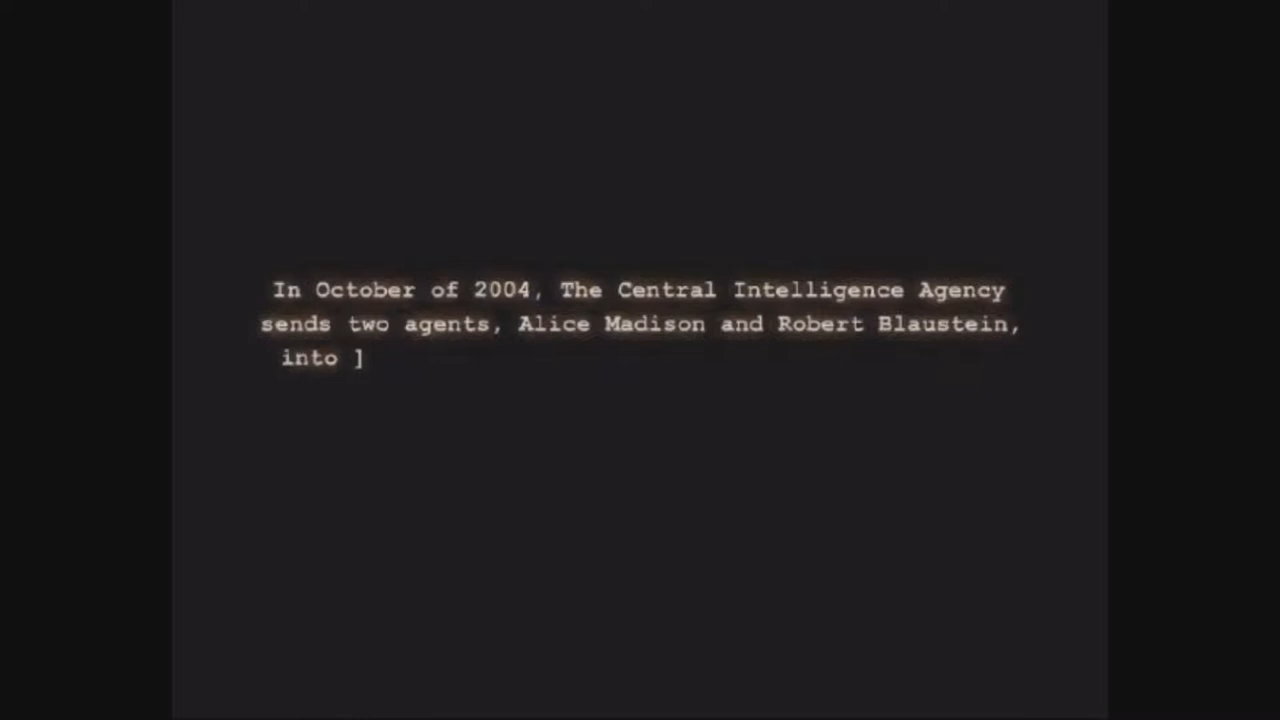 In October of 2004, The Central Intelligence Agency
sends two agents, Alice Madison and Robert Blaustein,
into ]